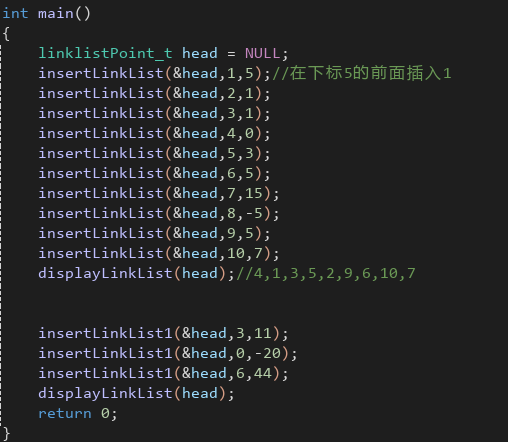 int main()
{
    linklistPoint_t head = NULL;
    insertLinkList(&head,1,5);//在下标5的前面插入1
    insertLinkList(&head,2,1);
    insertLinkList(&head,3,1);
    insertLinkList(&head,4,0);
    insertLinkList(&head,5,3);
    insertLinkList(&head,6,5);
    insertLinkList(&head,7,15);
    insertLinkList(&head,8,-5);
    insertLinkList(&head,9,5);
    insertLinkList(&head,10,7);
    displayLinkList(head);//4,1,3,5,2,9,6,10,7
    insertLinkList1(&head,3,11);
    insertLinkList1(&head,0,-20);
    insertLinkList1(&head,6,44);
    displayLinkList(head);
    return 0;
}